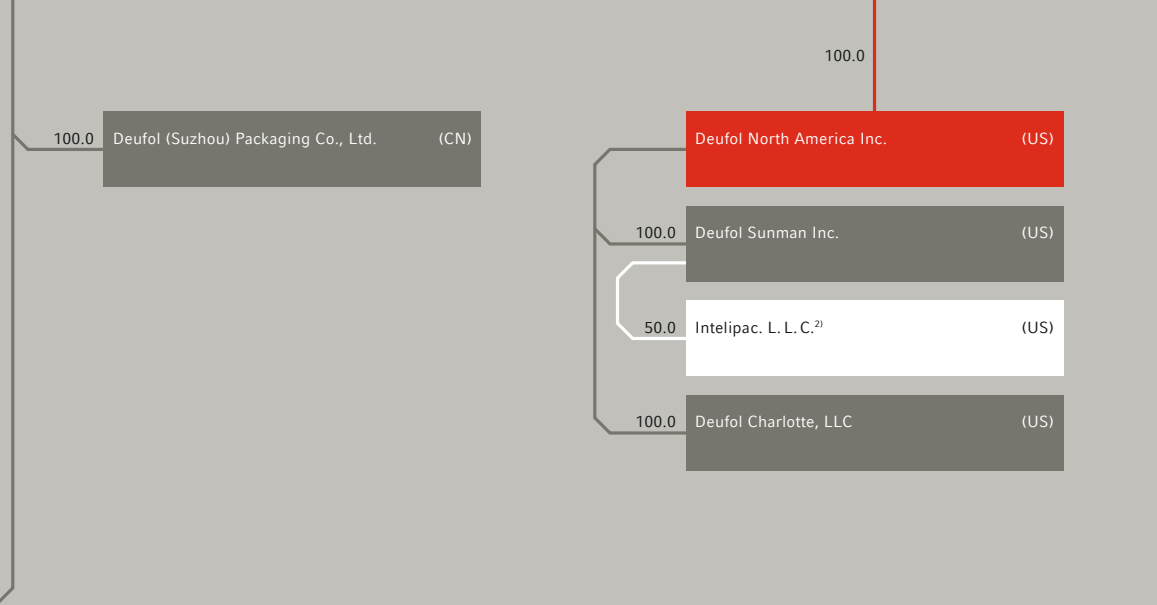 100.0
100.0 Deufol (Suzhou) Packaging Co., Ltd. (CN)
Deufol North America Inc. (US)
100.0 Deufol Sunman Inc. (US)
50.0 Intelipac. L. L. C.²⁾ (US)
100.0 Deufol Charlotte, LLC (US)